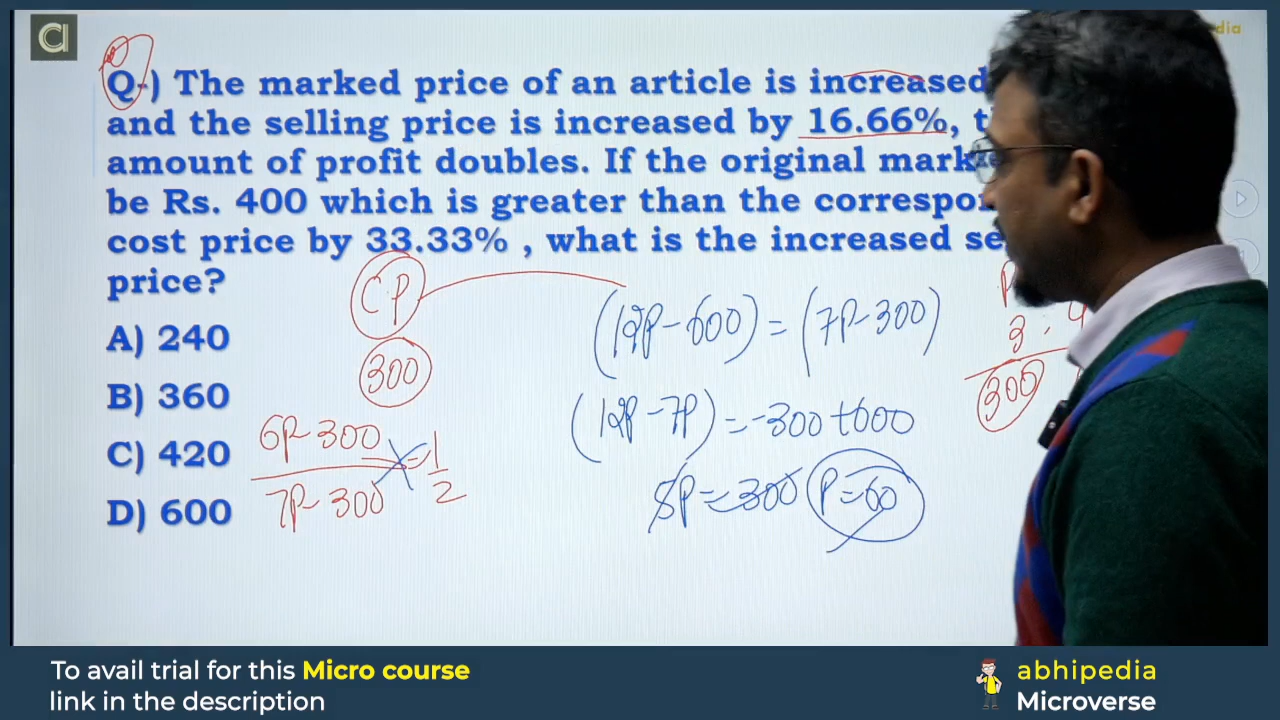 Q-) The marked price of an article is increased
and the selling price is increased by 16.66%,
amount of profit doubles. If the original
be Rs. 400 which is greater than the
cost price by 33.33% , what is the increased
price?
A) 240
B) 360
C) 420
D) 600
C.P
300
6P-300
7P-300
=1
2
(12P-600)=(7P-300)
(12P-7P)=-300+600
5P=300 P=60
3
300
To avail trial for this Micro course
link in the description
abhipedia
Microverse